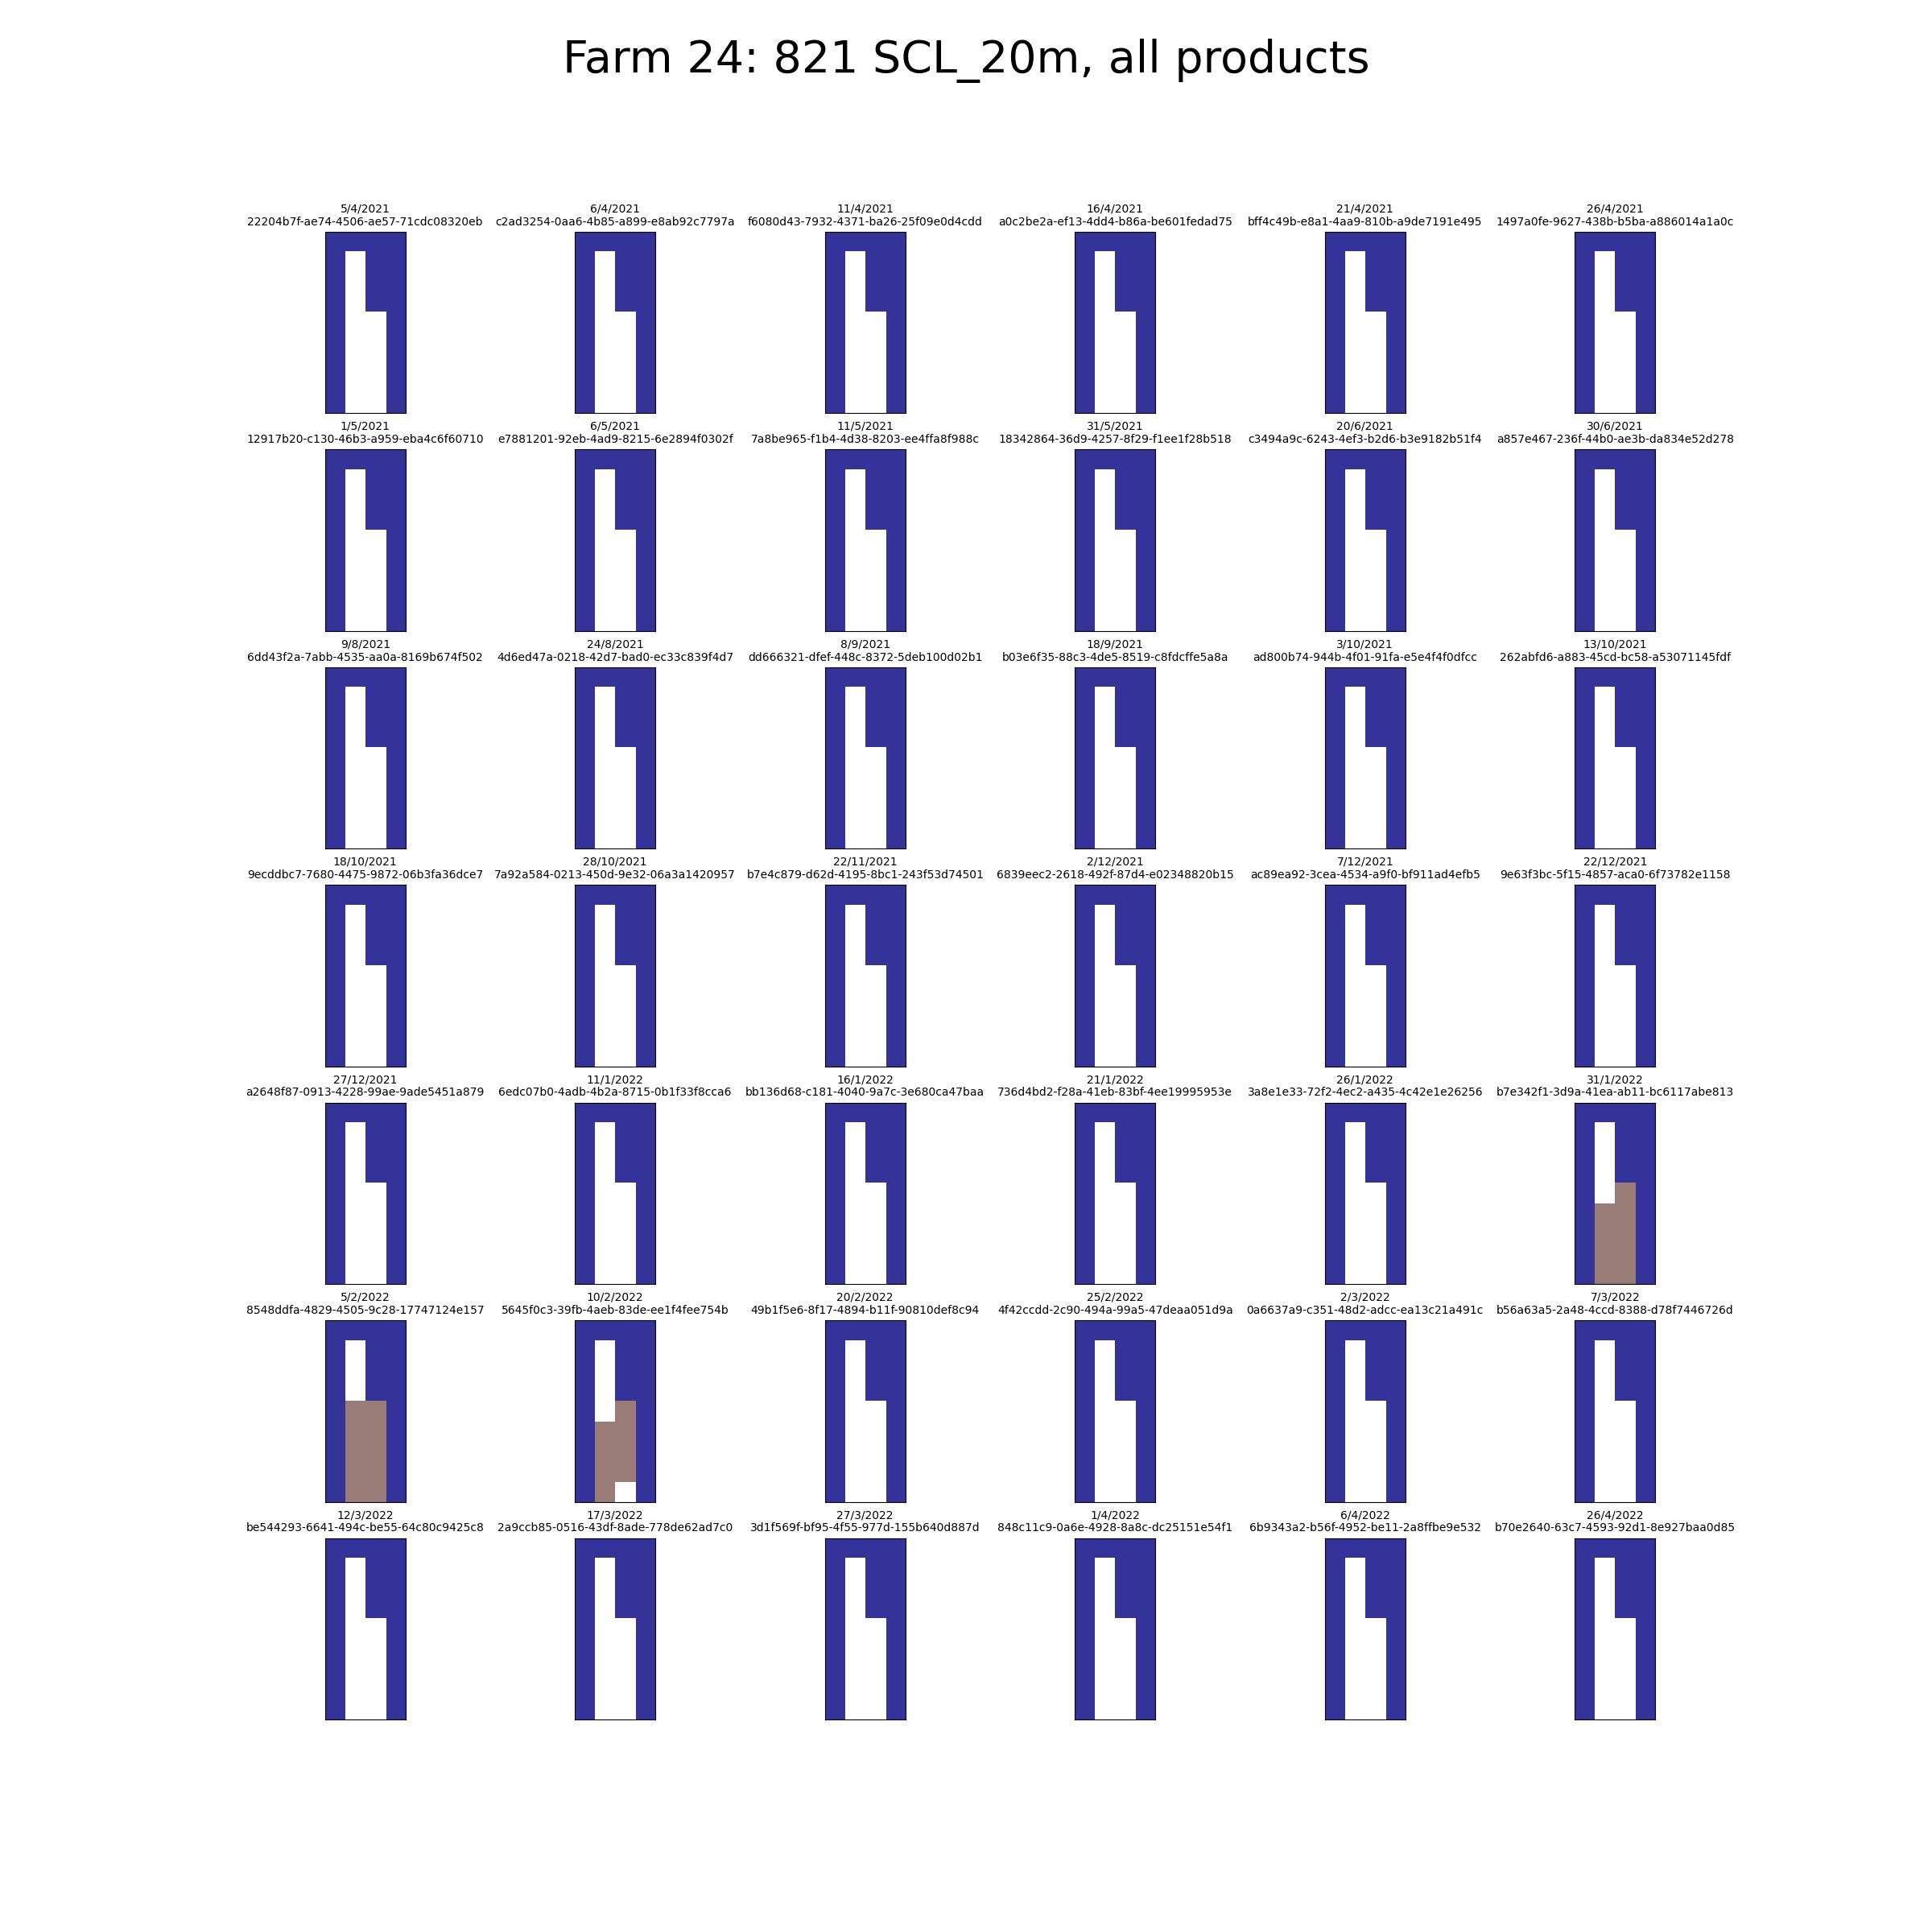 Farm 24: 821 SCL_20m, all products
5/4/2021
22204b7f-ae74-4506-ae57-71cdc08320eb
6/4/2021
c2ad3254-0aa6-4b85-a899-e8ab92c7797a
11/4/2021
f6080d43-7932-4371-ba26-25f09e0d4cdd
16/4/2021
a0c2be2a-ef13-4dd4-b86a-be601fedad75
21/4/2021
bff4c49b-e8a1-4aa9-810b-a9de7191e495
26/4/2021
1497a0fe-9627-438b-b5ba-a886014a1a0c
1/5/2021
12917b20-c130-46b3-a959-eba4c6f60710
6/5/2021
e7881201-92eb-4ad9-8215-6e2894f0302f
11/5/2021
7a8be965-f1b4-4d38-8203-ee4ffa8f988c
31/5/2021
18342864-36d9-4257-8f29-f1ee1f28b518
20/6/2021
c3494a9c-6243-4ef3-b2d6-b3e9182b51f4
30/6/2021
a857e467-236f-44b0-ae3b-da834e52d278
9/8/2021
6dd43f2a-7abb-4535-aa0a-8169b674f502
24/8/2021
4d6ed47a-0218-42d7-bad0-ec33c839f4d7
8/9/2021
dd666321-dfef-448c-8372-5deb100d02b1
18/9/2021
b03e6f35-88c3-4de5-8519-c8fdcffe5a8a
3/10/2021
ad800b74-944b-4f01-91fa-e5e4f4f0dfcc
13/10/2021
262abfd6-a883-45cd-bc58-a53071145fdf
18/10/2021
9ecddbc7-7680-4475-9872-06b3fa36dce7
28/10/2021
7a92a584-0213-450d-9e32-06a3a1420957
22/11/2021
b7e4c879-d62d-4195-8bc1-243f53d74501
2/12/2021
6839eec2-2618-492f-87d4-e02348820b15
7/12/2021
ac89ea92-3cea-4534-a9f0-bf911ad4efb5
22/12/2021
9e63f3bc-5f15-4857-aca0-6f73782e1158
27/12/2021
a2648f87-0913-4228-99ae-9ade5451a879
11/1/2022
6edc07b0-4adb-4b2a-8715-0b1f33f8cca6
16/1/2022
bb136d68-c181-4040-9a7c-3e680ca47baa
21/1/2022
736d4bd2-f28a-41eb-83bf-4ee19995953e
26/1/2022
3a8e1e33-72f2-4ec2-a435-4c42e1e26256
31/1/2022
b7e342f1-3d9a-41ea-ab11-bc6117abe813
5/2/2022
8548ddfa-4829-4505-9c28-17747124e157
10/2/2022
5645f0c3-39fb-4aeb-83de-ee1f4fee754b
20/2/2022
49b1f5e6-8f17-4894-b11f-90810def8c94
25/2/2022
4f42ccdd-2c90-494a-99a5-47deaa051d9a
2/3/2022
0a6637a9-c351-48d2-adcc-ea13c21a491c
7/3/2022
b56a63a5-2a48-4ccd-8388-d78f7446726d
12/3/2022
be544293-6641-494c-be55-64c80c9425c8
17/3/2022
2a9ccb85-0516-43df-8ade-778de62ad7c0
27/3/2022
3d1f569f-bf95-4f55-977d-155b640d887d
1/4/2022
848c11c9-0a6e-4928-8a8c-dc25151e54f1
6/4/2022
6b9343a2-b56f-4952-be11-2a8ffbe9e532
26/4/2022
b70e2640-63c7-4593-92d1-8e927baa0d85